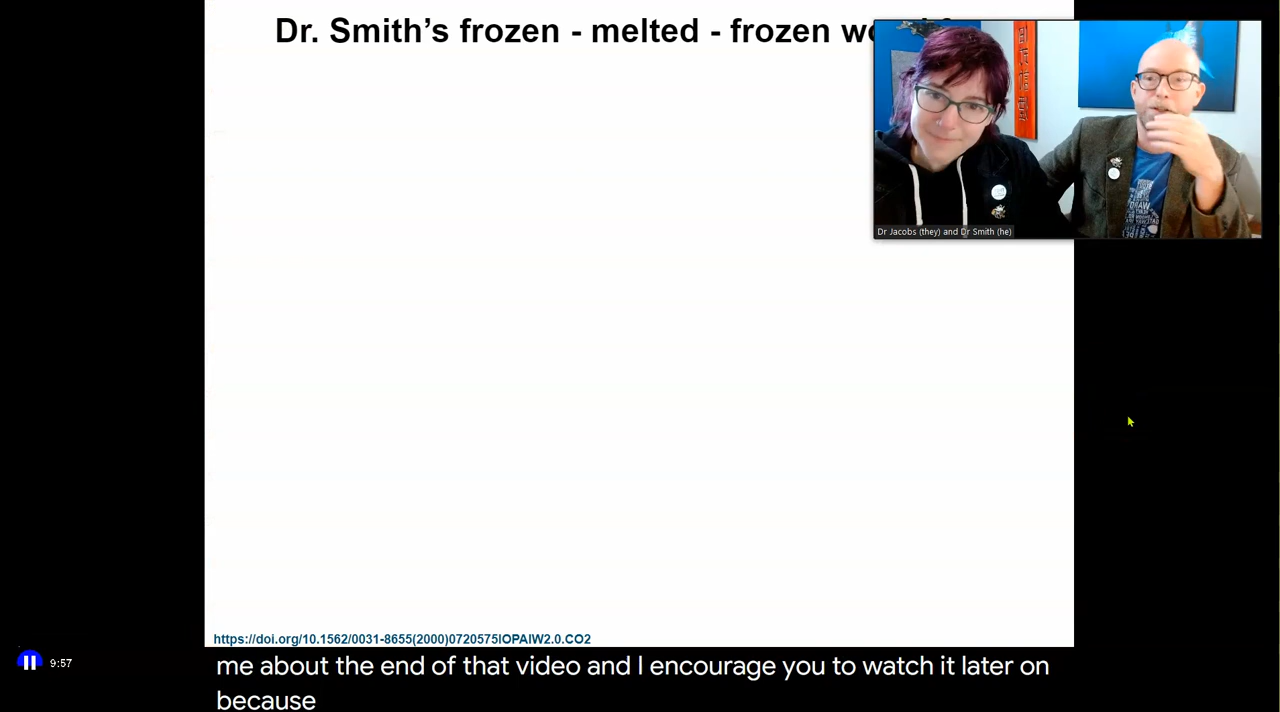 Dr. Smith's frozen - melted - frozen
Dr Jacobs (they) and Dr Smith (he)
https://doi.org/10.1562/0031-8655(2000)0720575IOPAIW2.0.CO2
9:57
me about the end of that video and I encourage you to watch it later on
because